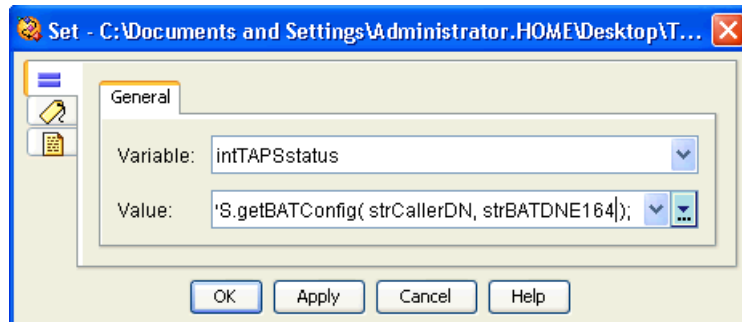 Set - C:\Documents and Settings\Administrator.HOME\Desktop\T...
General
Variable: intTAPSstatus
Value: 'S.getBATConfig( strCallerDN, strBATDNE164);
OK Apply Cancel Help